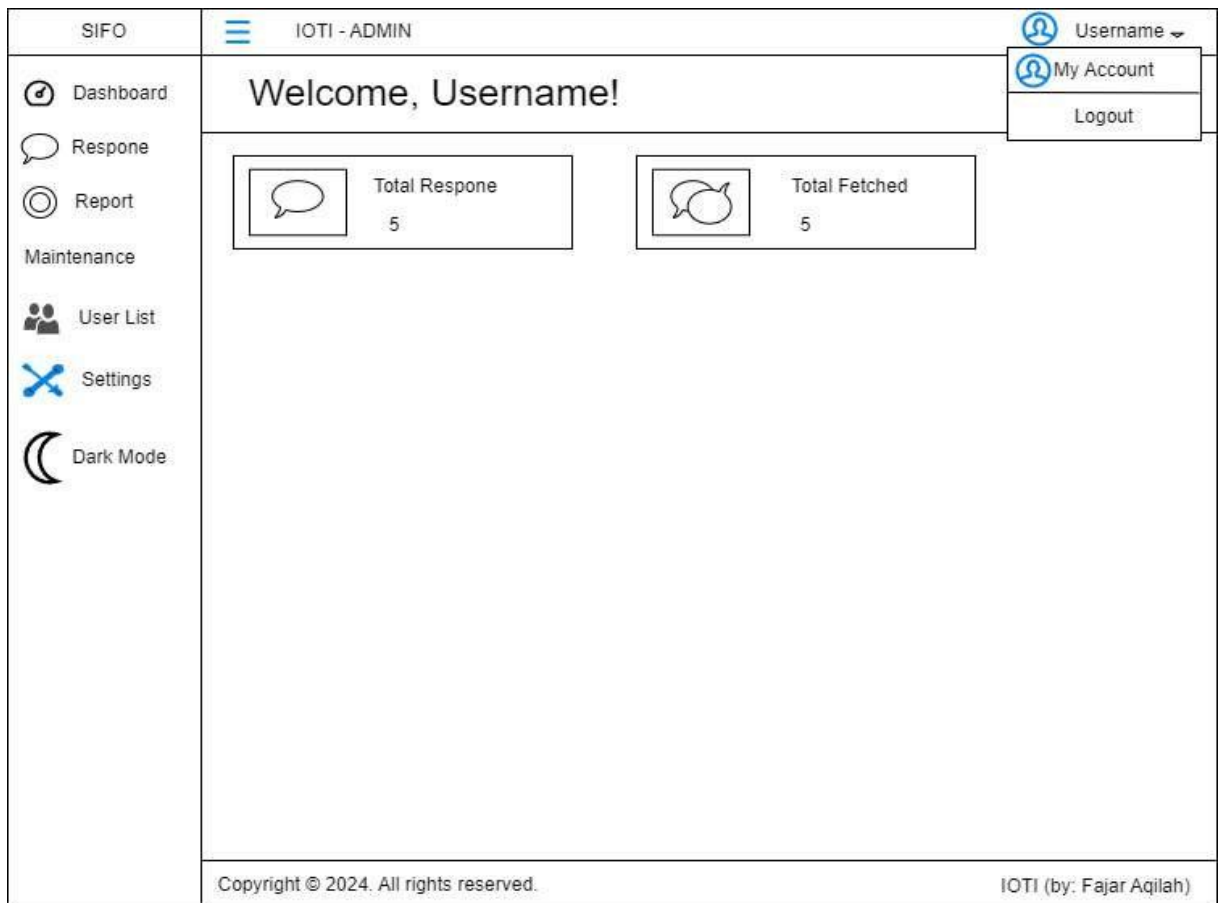 SIFO
IOTI - ADMIN
Username
My Account
Logout
Dashboard
Respone
Report
Maintenance
User List
Settings
Dark Mode
Welcome, Username!
Total Respone
5
Total Fetched
5
Copyright © 2024. All rights reserved.
IOTI (by: Fajar Aqilah)